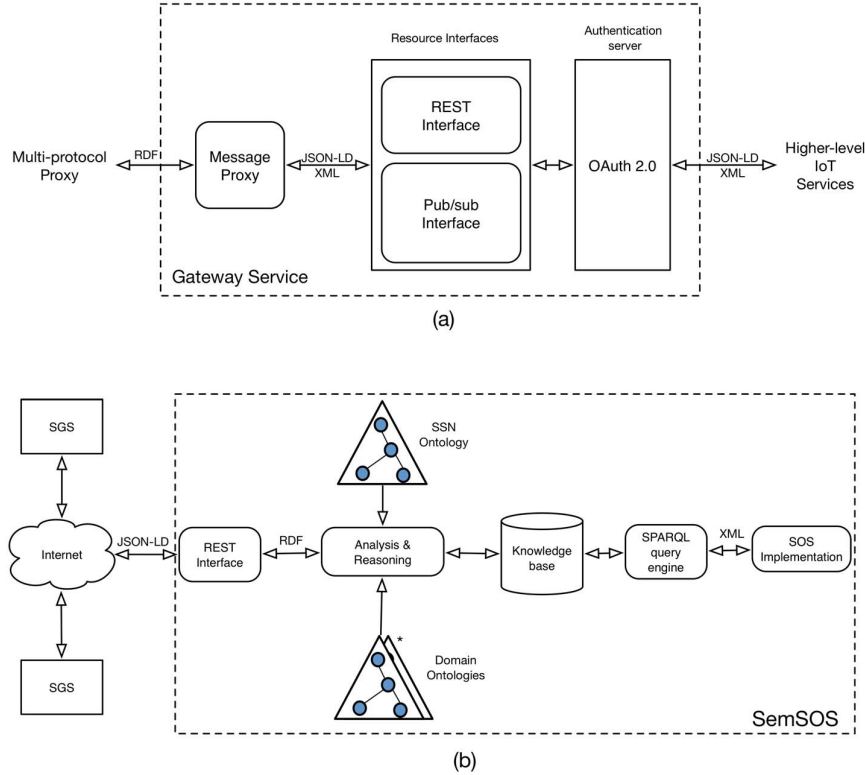 Resource Interfaces
Authentication
server
REST
Interface
Multi-protocol
Proxy
RDF
Message
Proxy
JSON-LD
XML
Pub/sub
Interface
OAuth 2.0
JSON-LD
XML
Higher-level
IoT
Services
Gateway Service
(a)
SGS
SSN
Ontology
Internet
JSON-LD
REST
Interface
RDF
Analysis &
Reasoning
Knowledge
base
SPARQL
query
engine
XML
SOS
Implementation
*
Domain
Ontologies
SGS
SemSOS
(b)